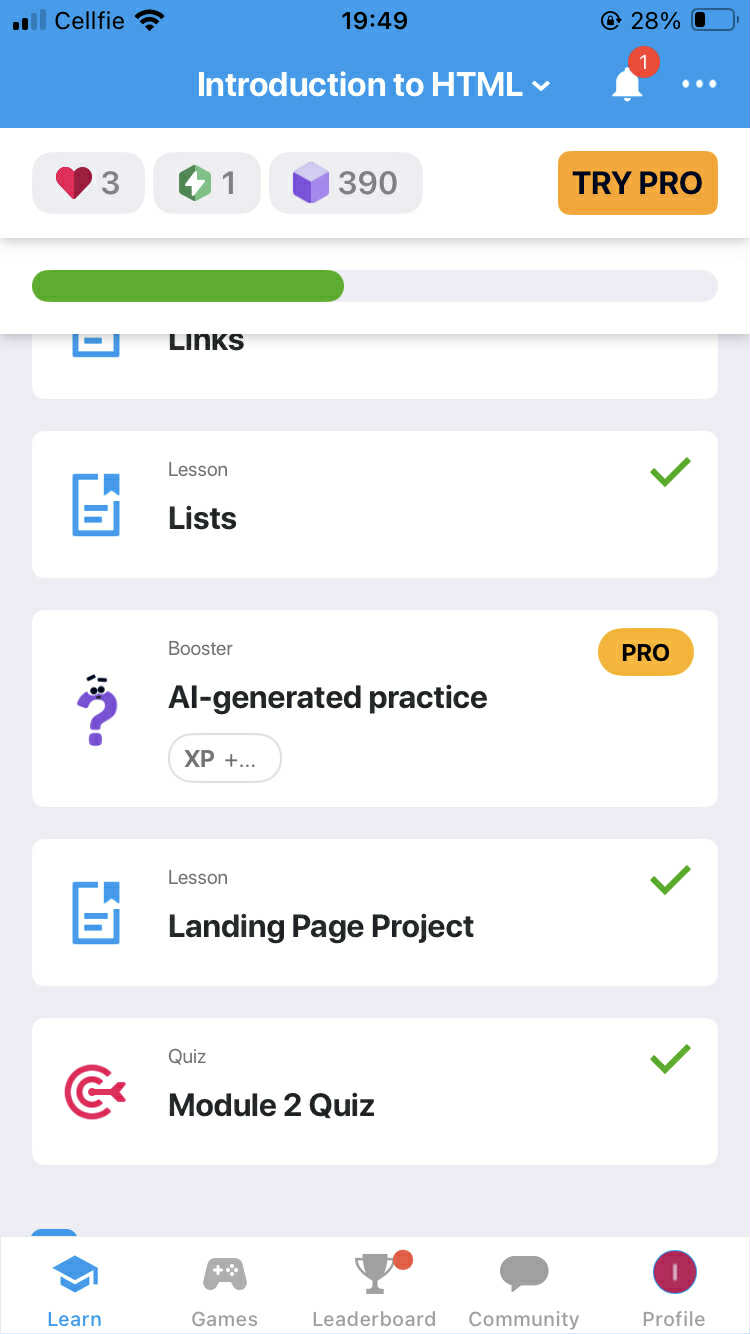 Cellfie 19:49 28%
Introduction to HTML
1
3 1 390 TRY PRO
Links
Lesson
Lists
Booster
PRO
AI-generated practice
XP +...
Lesson
Landing Page Project
Quiz
Module 2 Quiz
I
Learn Games Leaderboard Community Profile